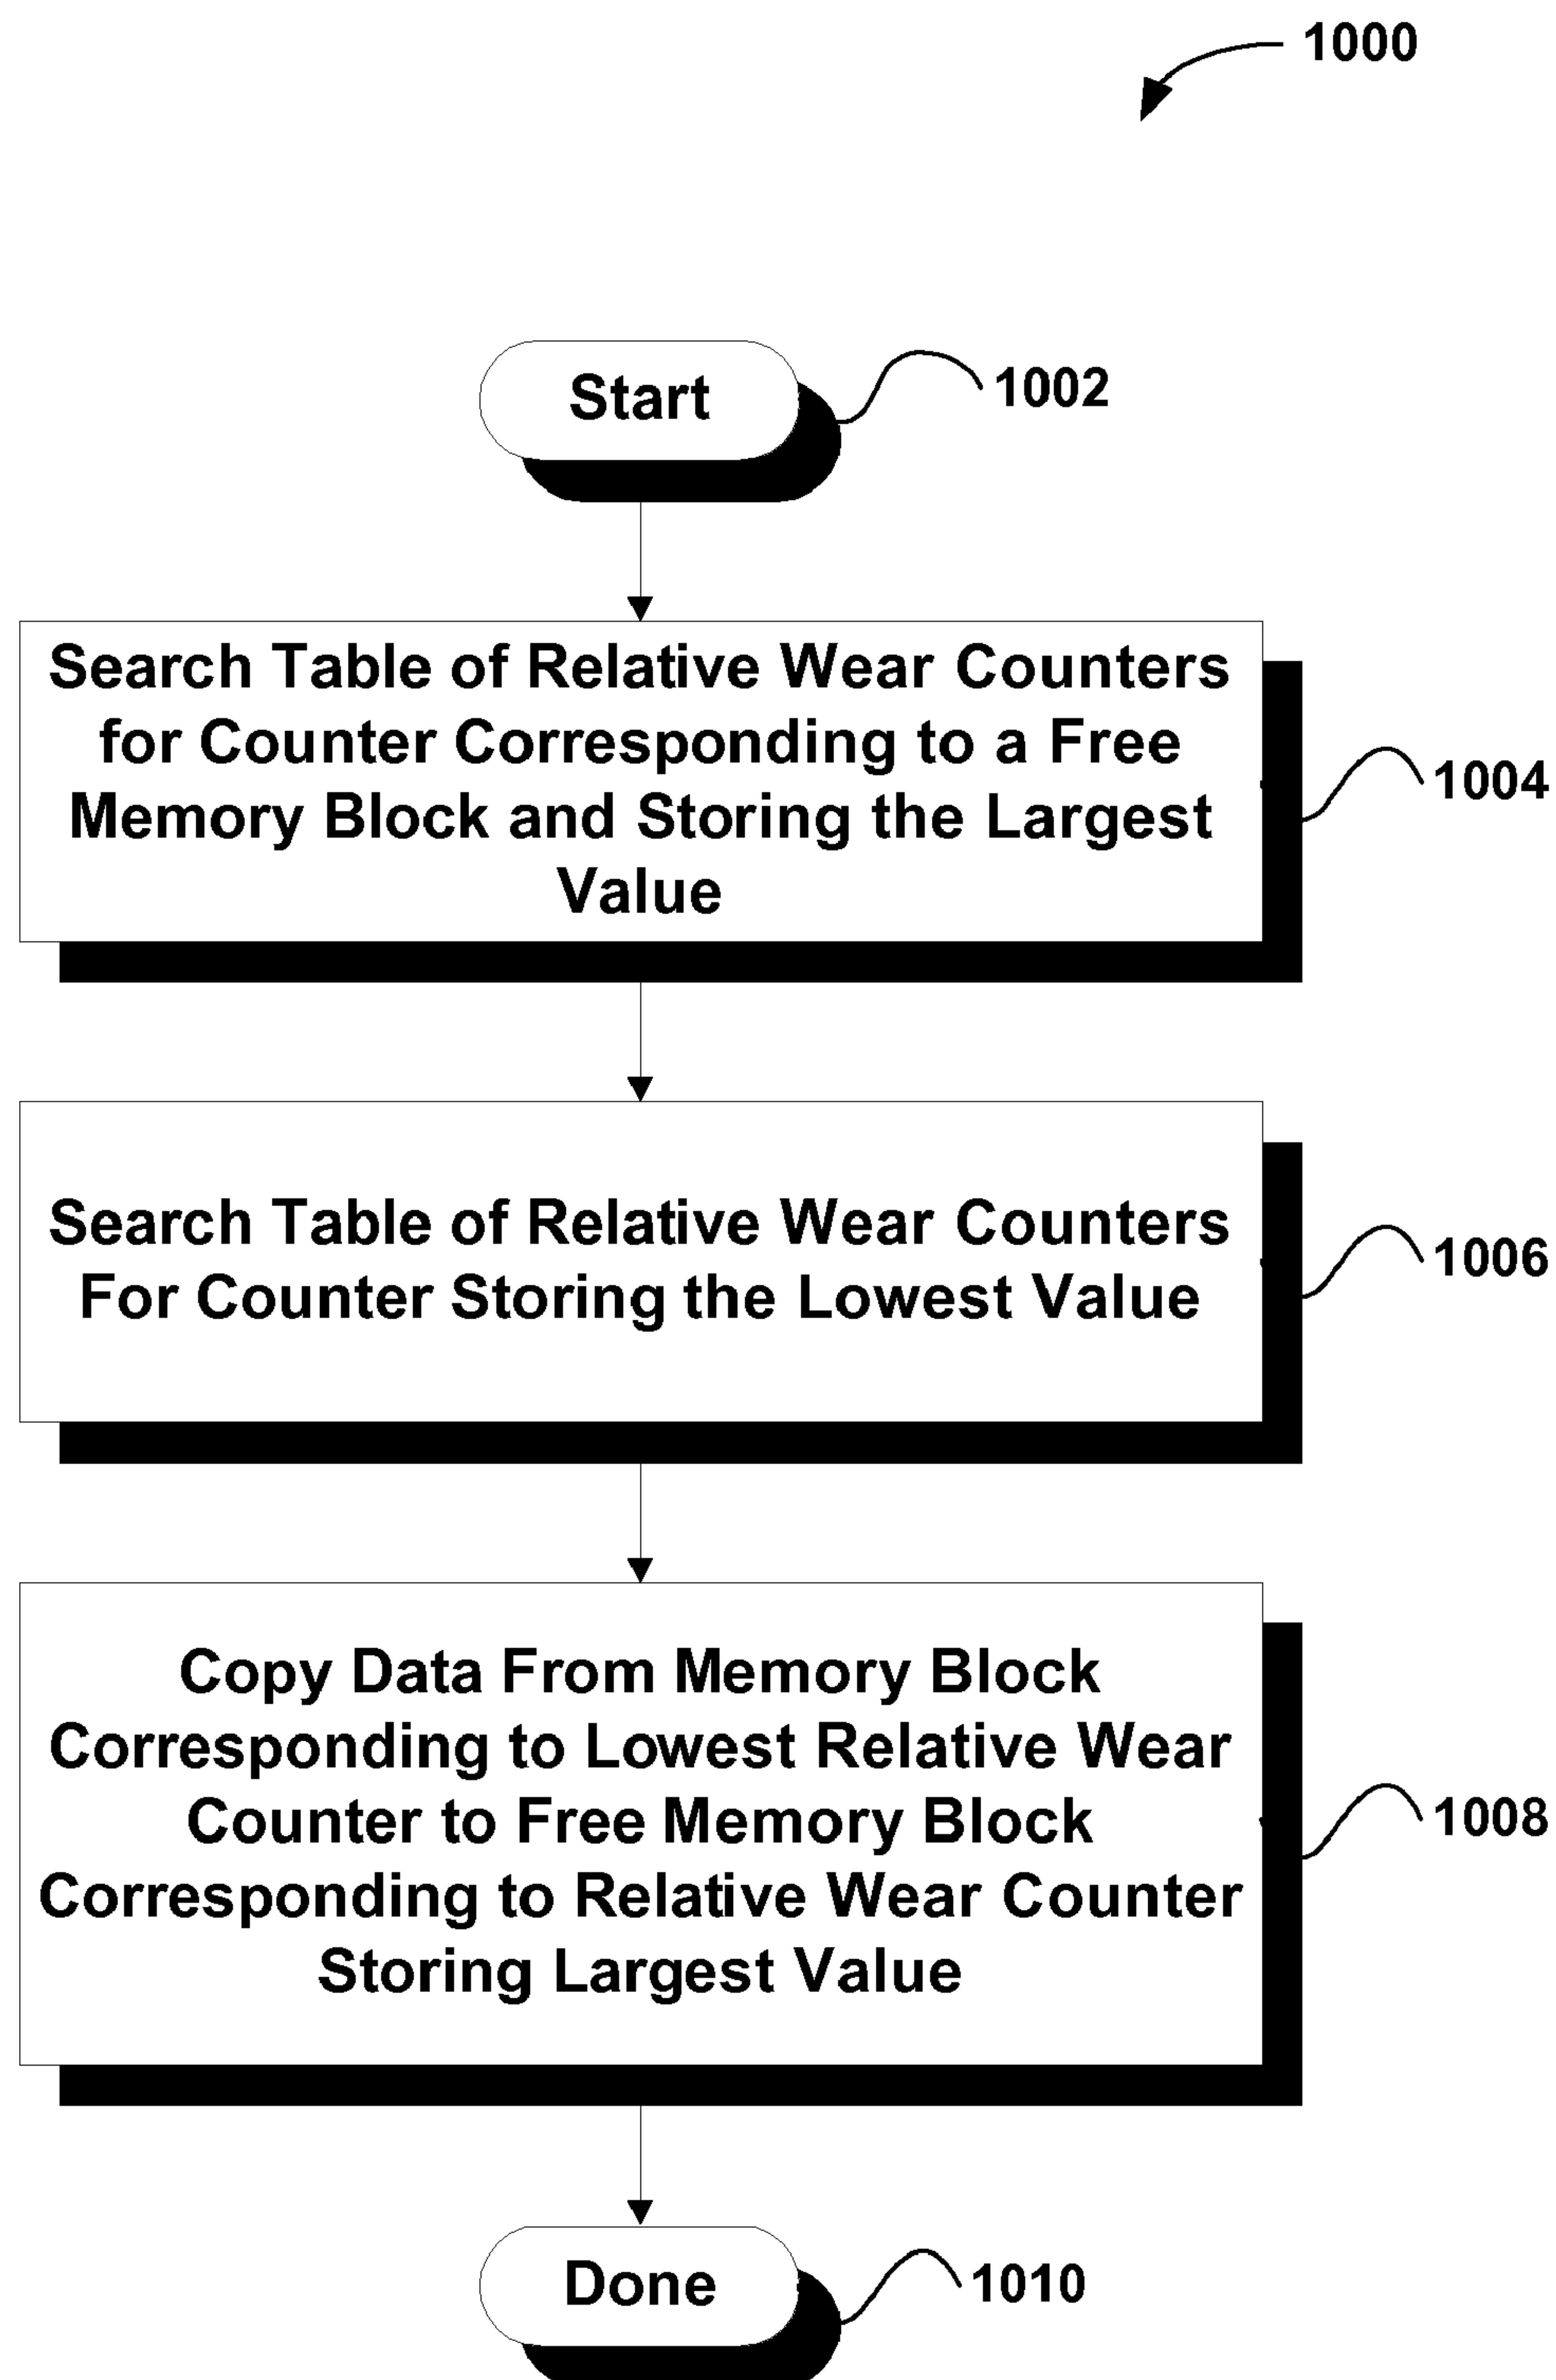 1000
Start
1002
Search Table of Relative Wear Counters
for Counter Corresponding to a Free
Memory Block and Storing the Largest
Value
1004
Search Table of Relative Wear Counters
For Counter Storing the Lowest Value
1006
Copy Data From Memory Block
Corresponding to Lowest Relative Wear
Counter to Free Memory Block
Corresponding to Relative Wear Counter
Storing Largest Value
1008
Done
1010